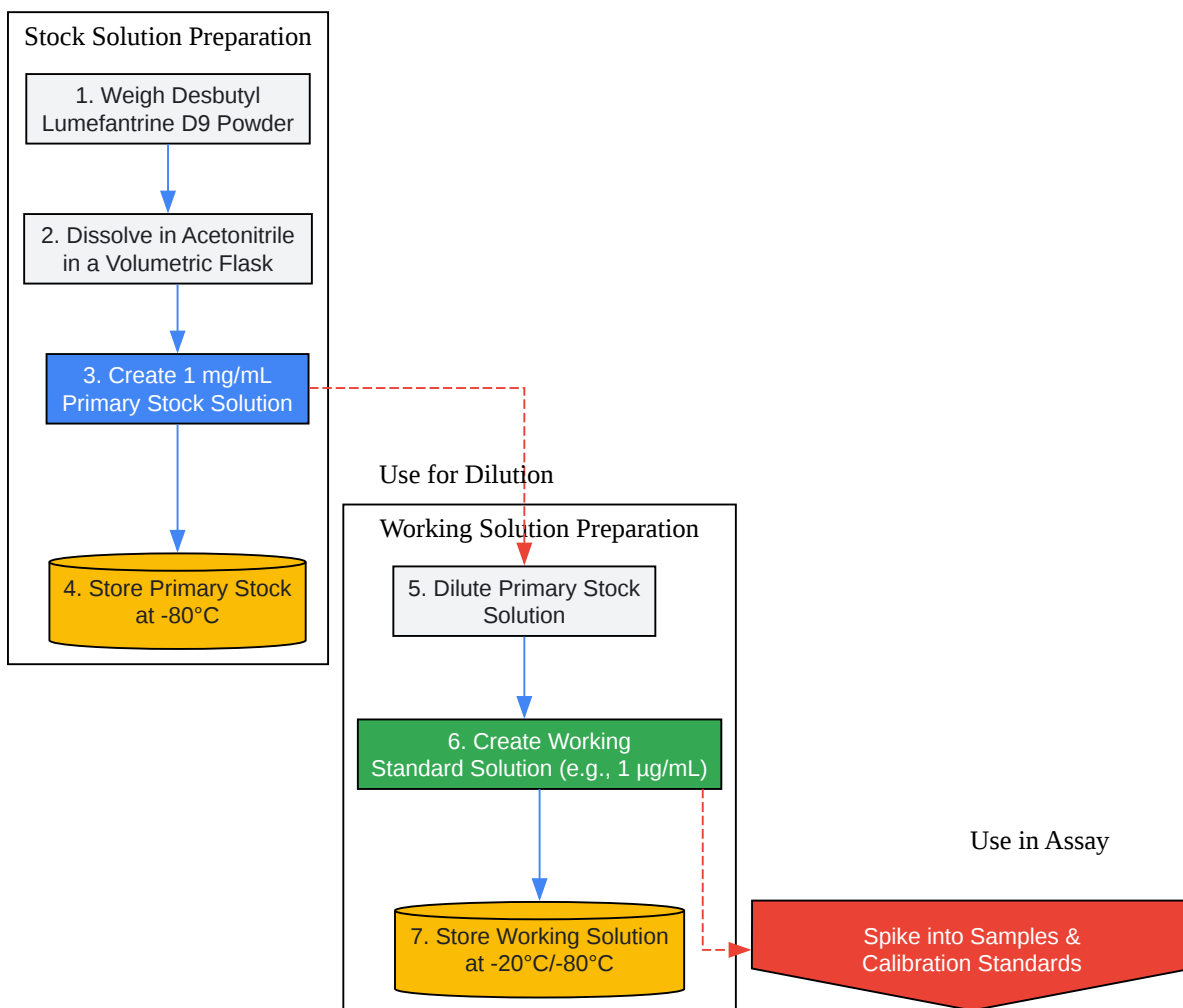 Stock Solution Preparation
1. Weigh Desbutyl
Lumefantrine D9 Powder
2. Dissolve in Acetonitrile
in a Volumetric Flask
3. Create 1 mg/mL
Primary Stock Solution
4. Store Primary Stock
at -80°C
Use for Dilution
Working Solution Preparation
5. Dilute Primary Stock
Solution
6. Create Working
Standard Solution (e.g., 1 µg/mL)
7. Store Working Solution
at -20°C/-80°C
Use in Assay
Spike into Samples &
Calibration Standards